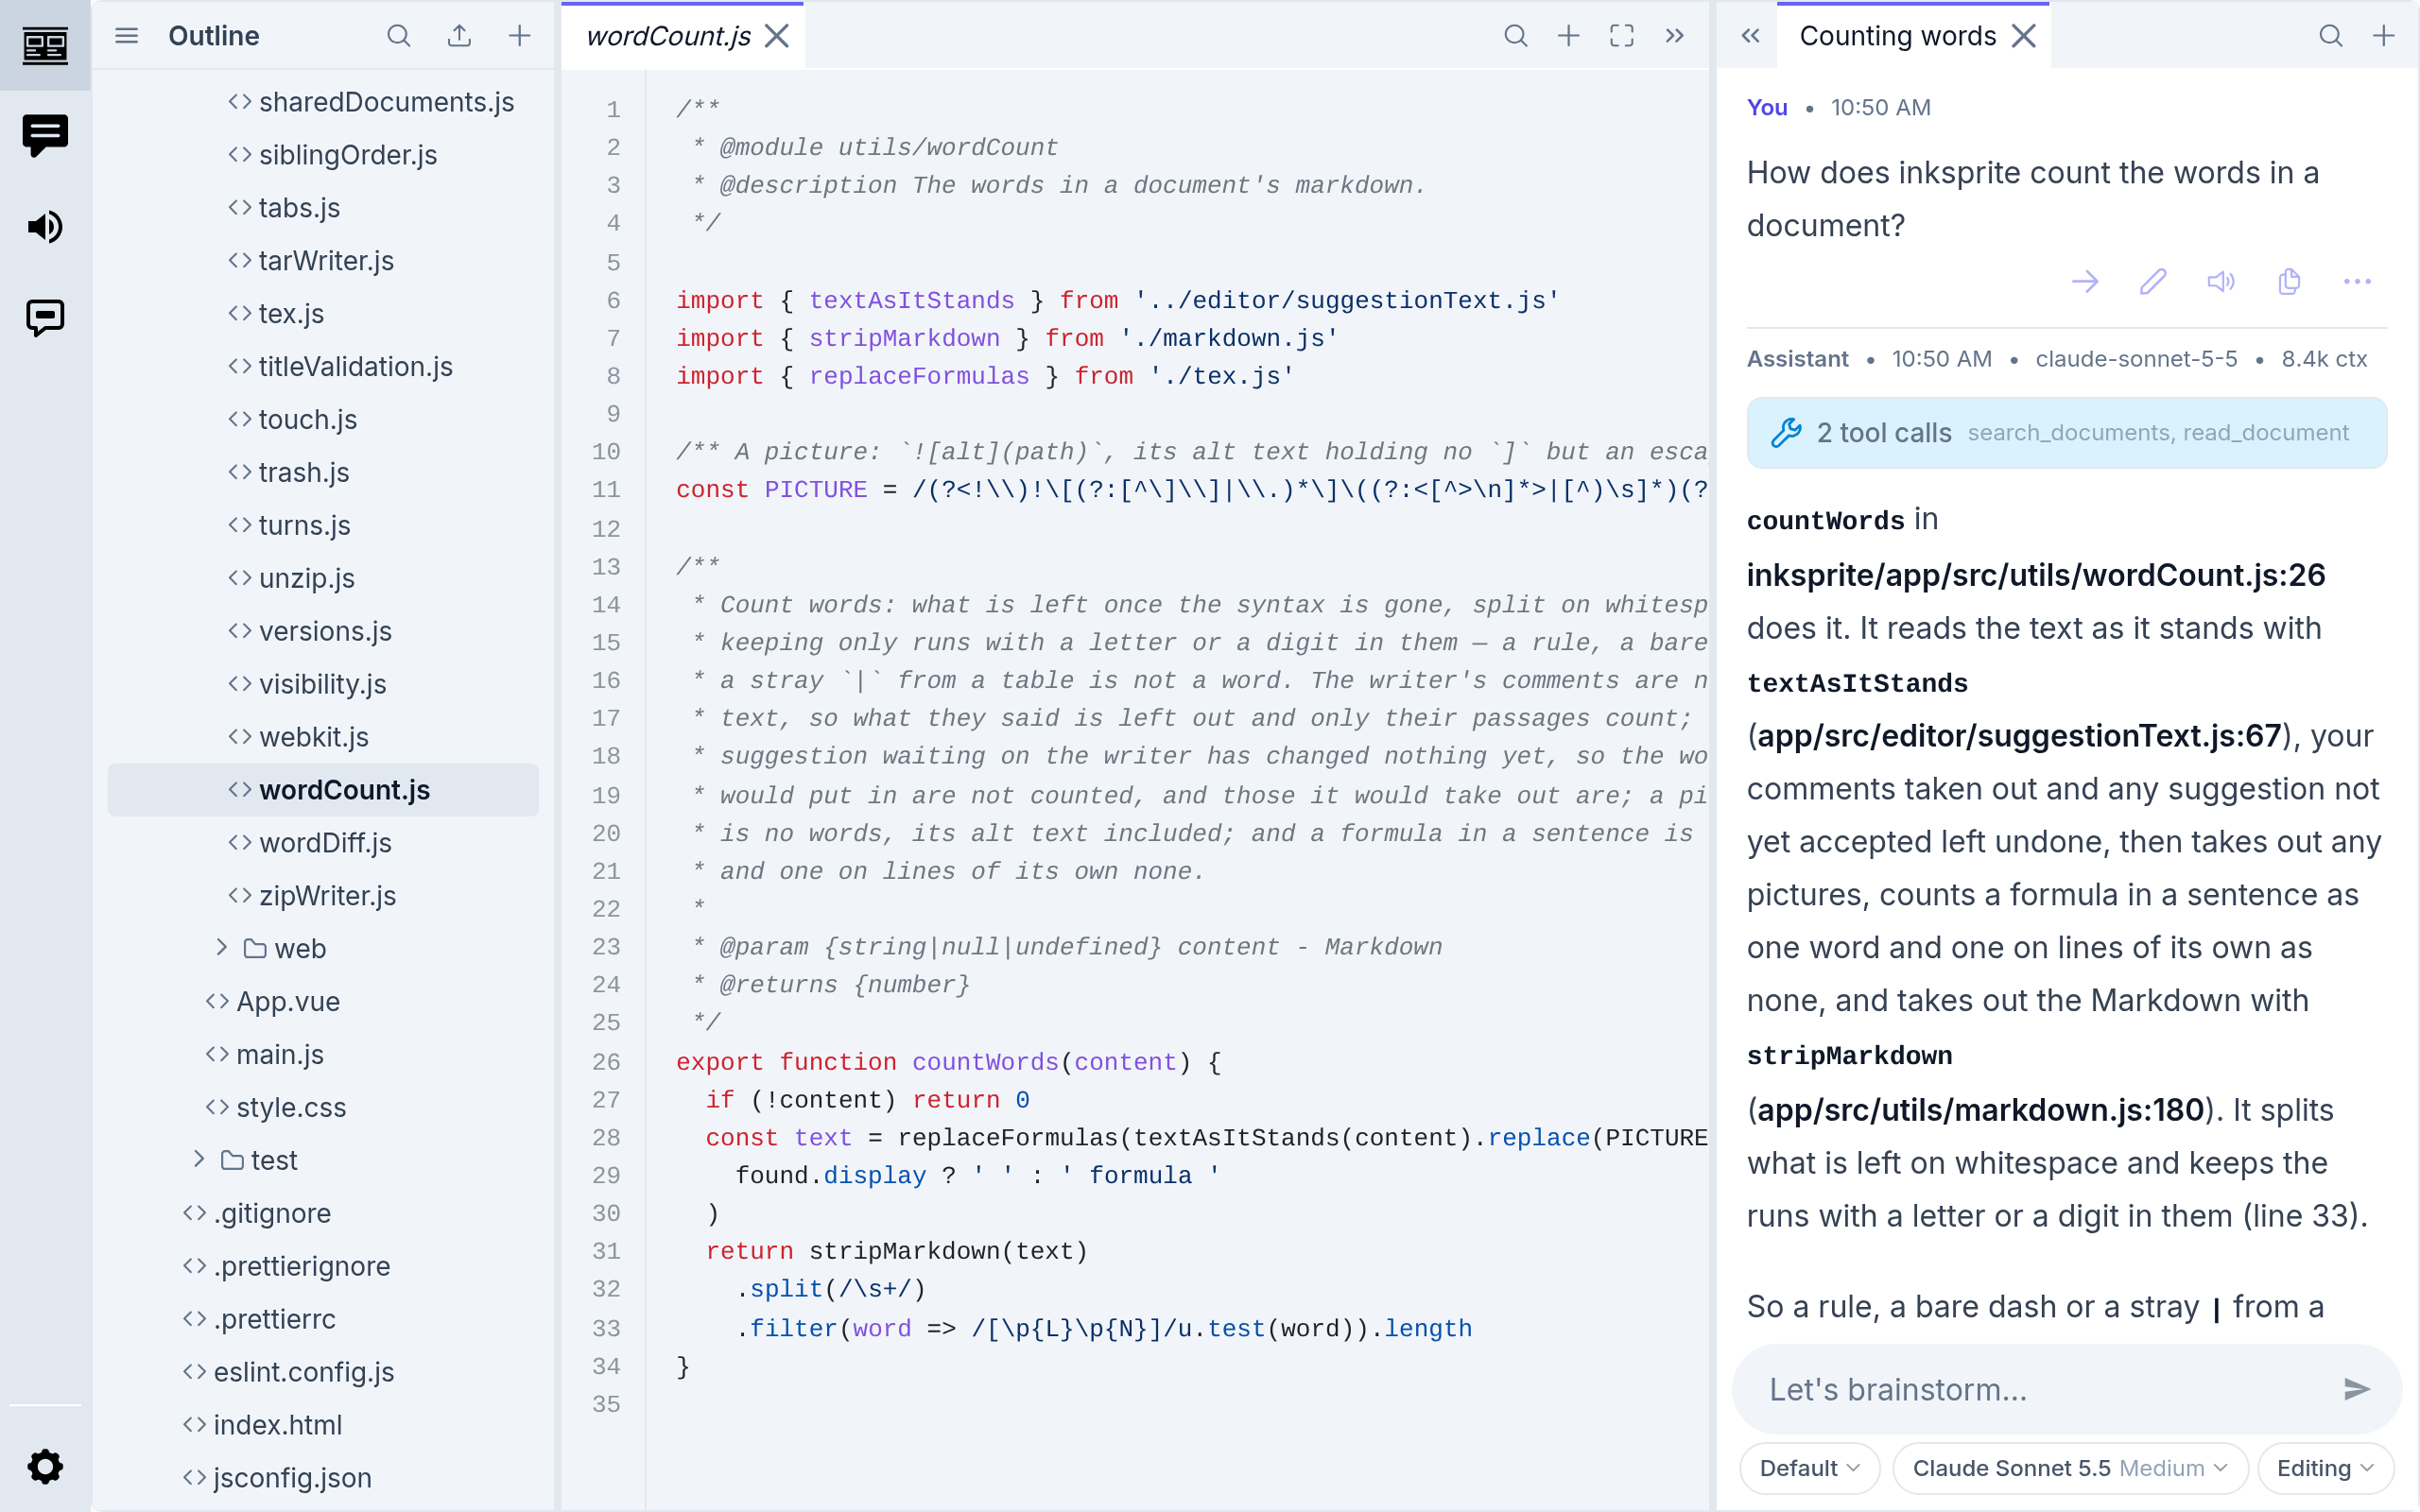 Outline
sharedDocuments.js
siblingOrder.js
tabs.js
tarWriter.js
tex.js
titleValidation.js
touch.js
trash.js
turns.js
unzip.js
versions.js
visibility.js
webkit.js
wordCount.js
wordDiff.js
zipWriter.js
web
App.vue
main.js
style.css
test
.gitignore
.prettierignore
.prettierrc
eslint.config.js
index.html
jsconfig.json
wordCount.js
1 /**
2  * @module utils/wordCount
3  * @description The words in a document's markdown.
4  */
5
6 import { textAsItStands } from '../editor/suggestionText.js'
7 import { stripMarkdown } from './markdown.js'
8 import { replaceFormulas } from './tex.js'
9
10 /** A picture: `![alt](path)`, its alt text holding no `]` but an esca
11 const PICTURE = /(?<!\\)!\[(?:[^\]\\]|\\.)*\]\((?:<[^>\n]*>|[^)\s]*)(?
12
13 /**
14  * Count words: what is left once the syntax is gone, split on whitesp
15  * keeping only runs with a letter or a digit in them — a rule, a bare
16  * a stray `|` from a table is not a word. The writer's comments are n
17  * text, so what they said is left out and only their passages count;
18  * suggestion waiting on the writer has changed nothing yet, so the wo
19  * would put in are not counted, and those it would take out are; a pi
20  * is no words, its alt text included; and a formula in a sentence is
21  * and one on lines of its own none.
22  *
23  * @param {string|null|undefined} content - Markdown
24  * @returns {number}
25  */
26 export function countWords(content) {
27   if (!content) return 0
28   const text = replaceFormulas(textAsItStands(content).replace(PICTURE
29     found.display ? ' ' : ' formula '
30   )
31   return stripMarkdown(text)
32     .split(/\s+/)
33     .filter(word => /[\p{L}\p{N}]/u.test(word)).length
34 }
35
Counting words
You • 10:50 AM
How does inksprite count the words in a
document?
Assistant • 10:50 AM • claude-sonnet-5-5 • 8.4k ctx
2 tool calls search_documents, read_document
countWords in
inksprite/app/src/utils/wordCount.js:26
does it. It reads the text as it stands with
textAsItStands
(app/src/editor/suggestionText.js:67), your
comments taken out and any suggestion not
yet accepted left undone, then takes out any
pictures, counts a formula in a sentence as
one word and one on lines of its own as
none, and takes out the Markdown with
stripMarkdown
(app/src/utils/markdown.js:180). It splits
what is left on whitespace and keeps the
runs with a letter or a digit in them (line 33).
So a rule, a bare dash or a stray | from a
Let's brainstorm...
Default
Claude Sonnet 5.5 Medium
Editing